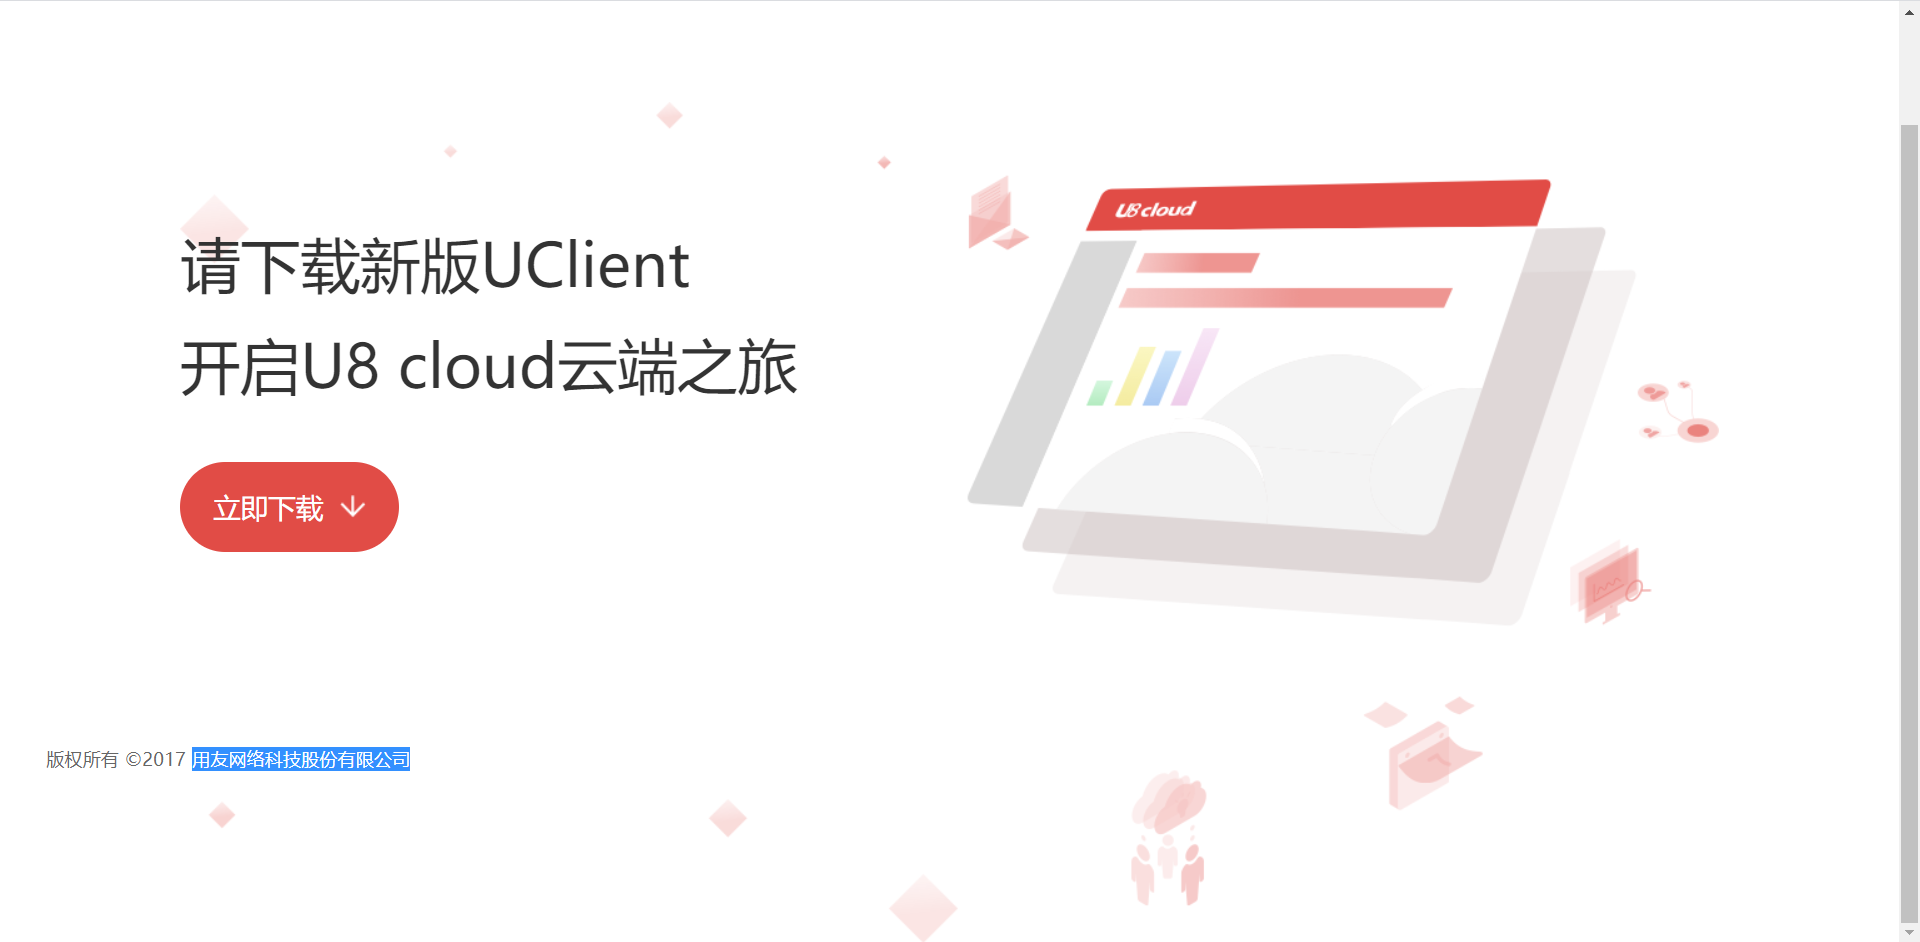 U8 cloud
请下载新版UClient
开启U8 cloud云端之旅
立即下载
版权所有 ©2017 用友网络科技股份有限公司